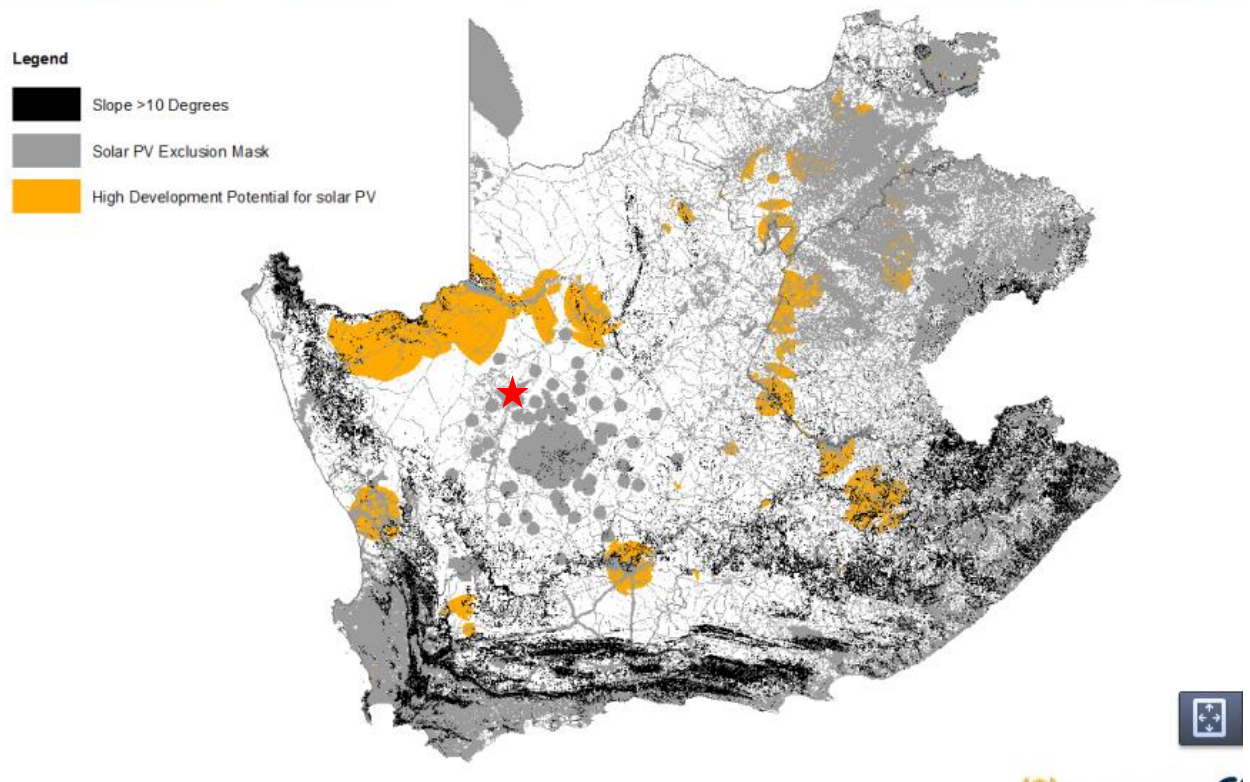 Legend
Slope >10 Degrees
Solar PV Exclusion Mask
High Development Potential for solar PV